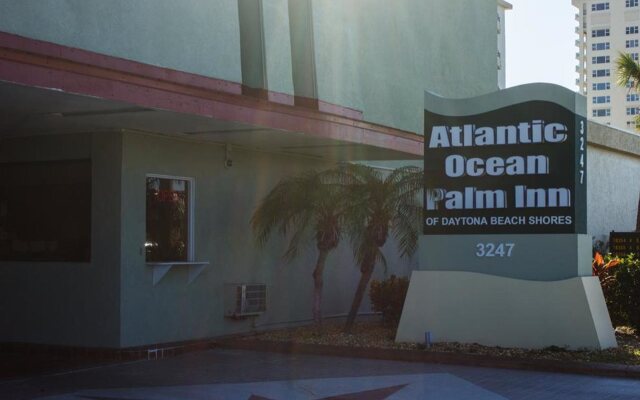 Atlantic
Ocean
Palm Inn
OF DAYTONA BEACH SHORES
3247
3247